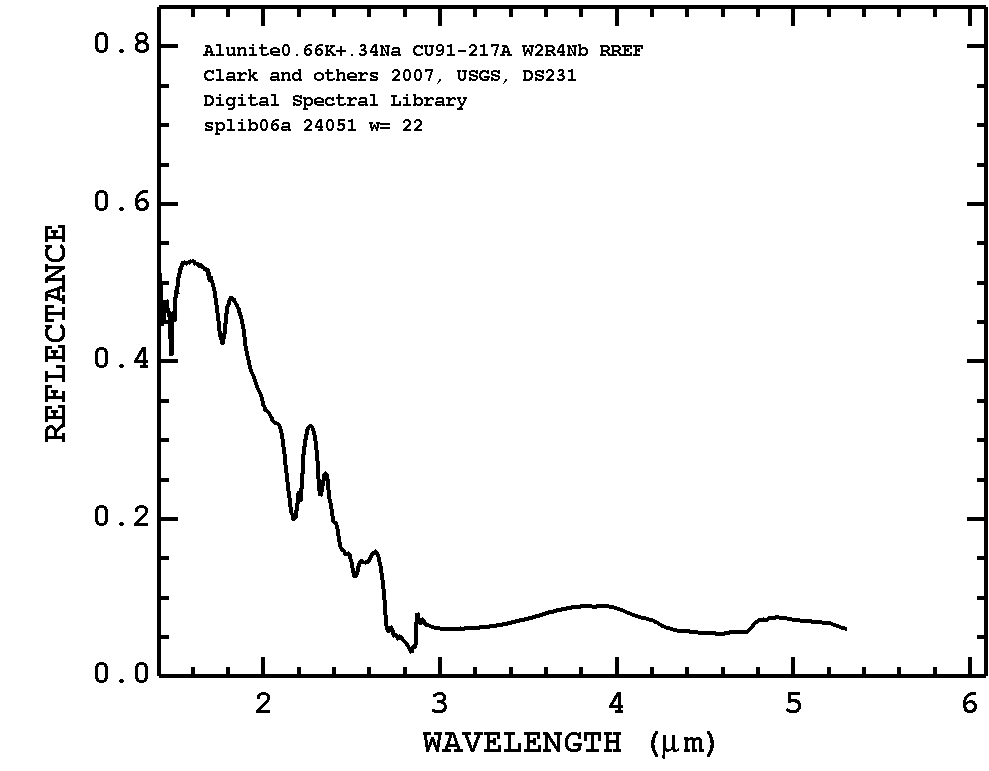 0.8
Alunite0.66K+.34Na CU91-217A W2R4Nb RREF
Clark and others 2007, USGS, DS231
Digital Spectral Library
splib06a 24051 w= 22
0.6
REFLECTANCE
0.4
0.2
0.0
2 3 4 5 6
WAVELENGTH (μm)